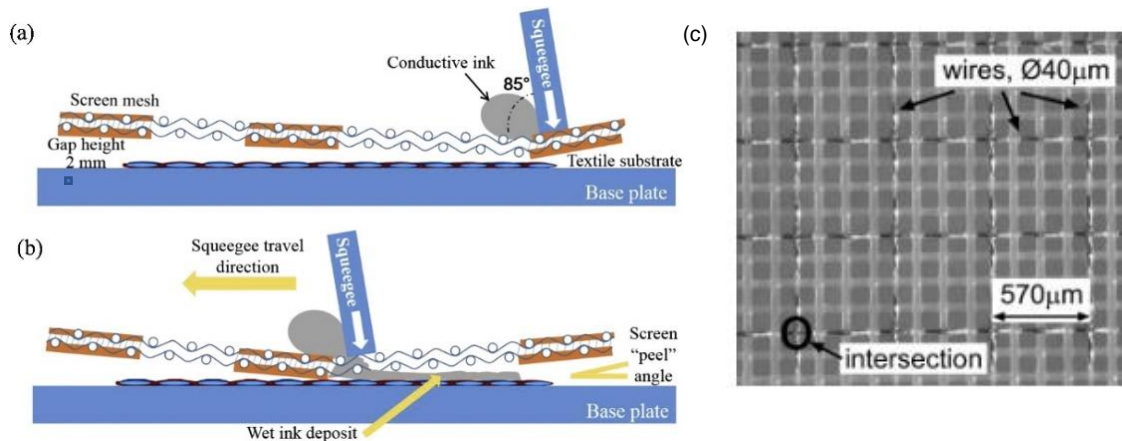 (a)
Conductive ink
85°
Squeegee
Screen mesh
Gap height
2 mm
Textile substrate
Base plate
(b)
Squeegee travel
direction
Squeegee
Screen
"peel"
angle
Wet ink deposit
Base plate
(c)
wires, Ø40µm
570µm
intersection